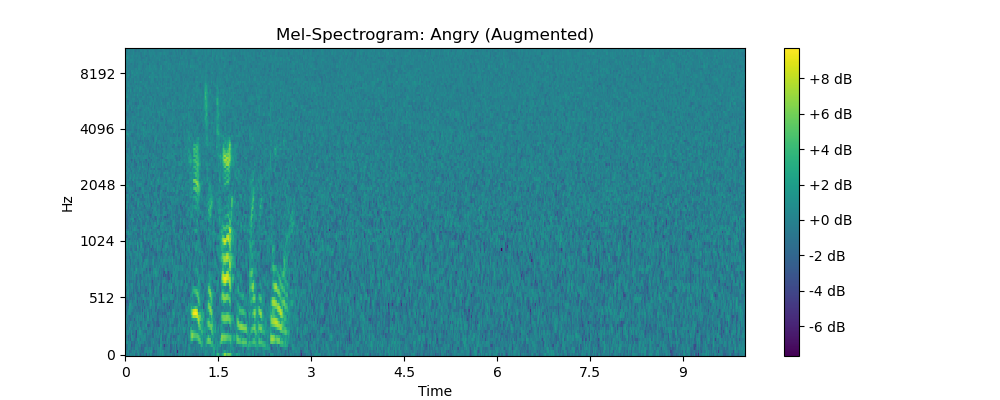 Mel-Spectrogram: Angry (Augmented)
8192
4096
2048
1024
512
0
Hz
0 1.5 3 4.5 6 7.5 9
Time
+8 dB
+6 dB
+4 dB
+2 dB
+0 dB
-2 dB
-4 dB
-6 dB